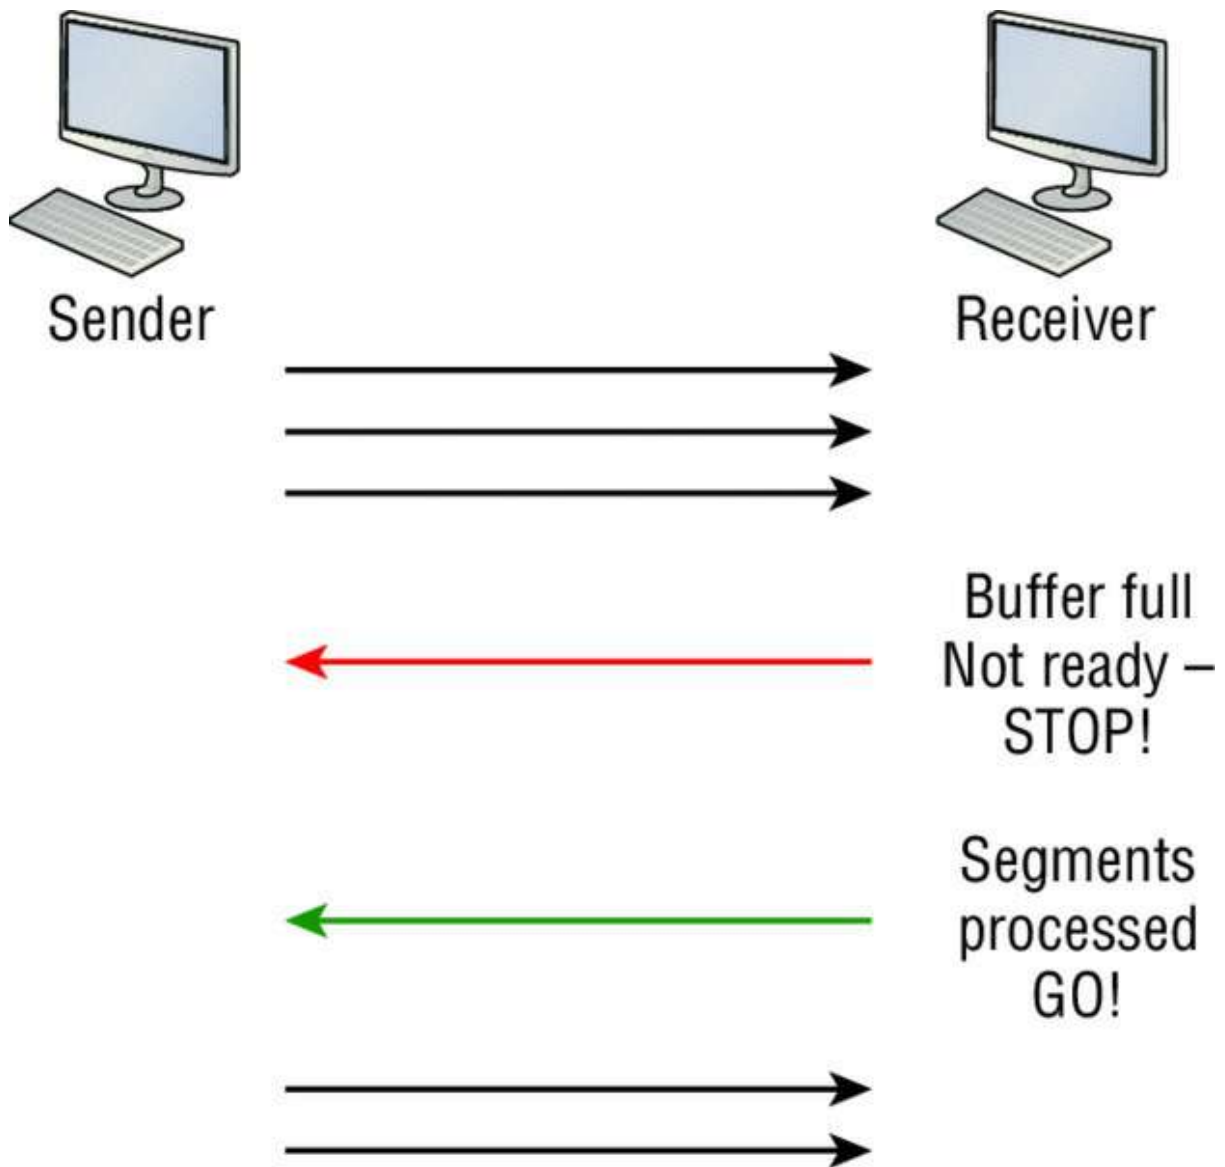 Sender
Receiver
Buffer full
Not ready –
STOP!
Segments
processed
GO!